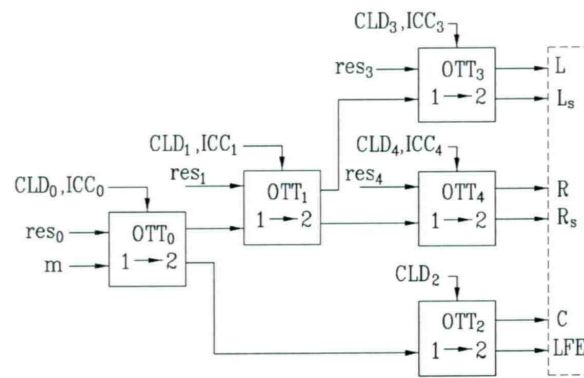 CLD₃,ICC₃
res₃
OTT₃
1 → 2
L
Lₛ
CLD₁,ICC₁
res₁
OTT₁
1 → 2
CLD₄,ICC₄
res₄
OTT₄
1 → 2
R
Rₛ
CLD₀,ICC₀
res₀
m
OTT₀
1 → 2
CLD₂
OTT₂
1 → 2
C
LFE